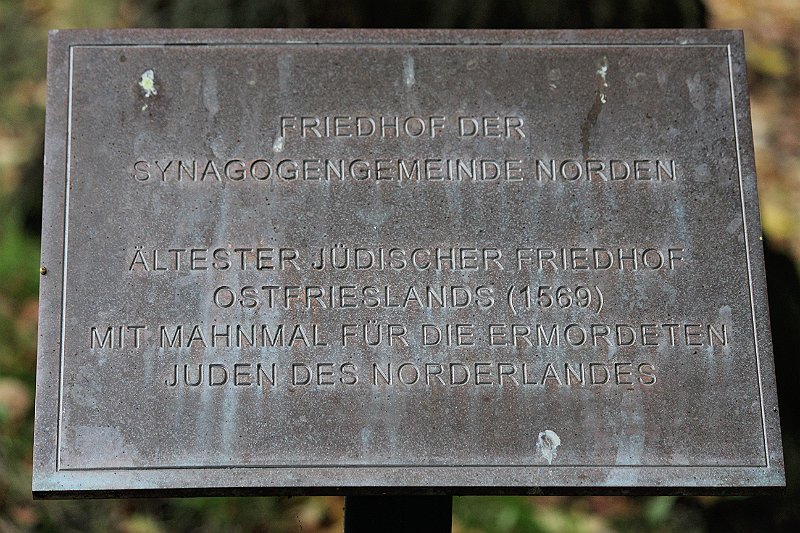 FRIEDHOF DER
SYNAGOGENGEMEINDE NORDEN
ÄLTESTER JÜDISCHER FRIEDHOF
OSTFRIESLANDS (1569)
MIT MAHNMAL FÜR DIE ERMORDETEN
JUDEN DES NORDERLANDES